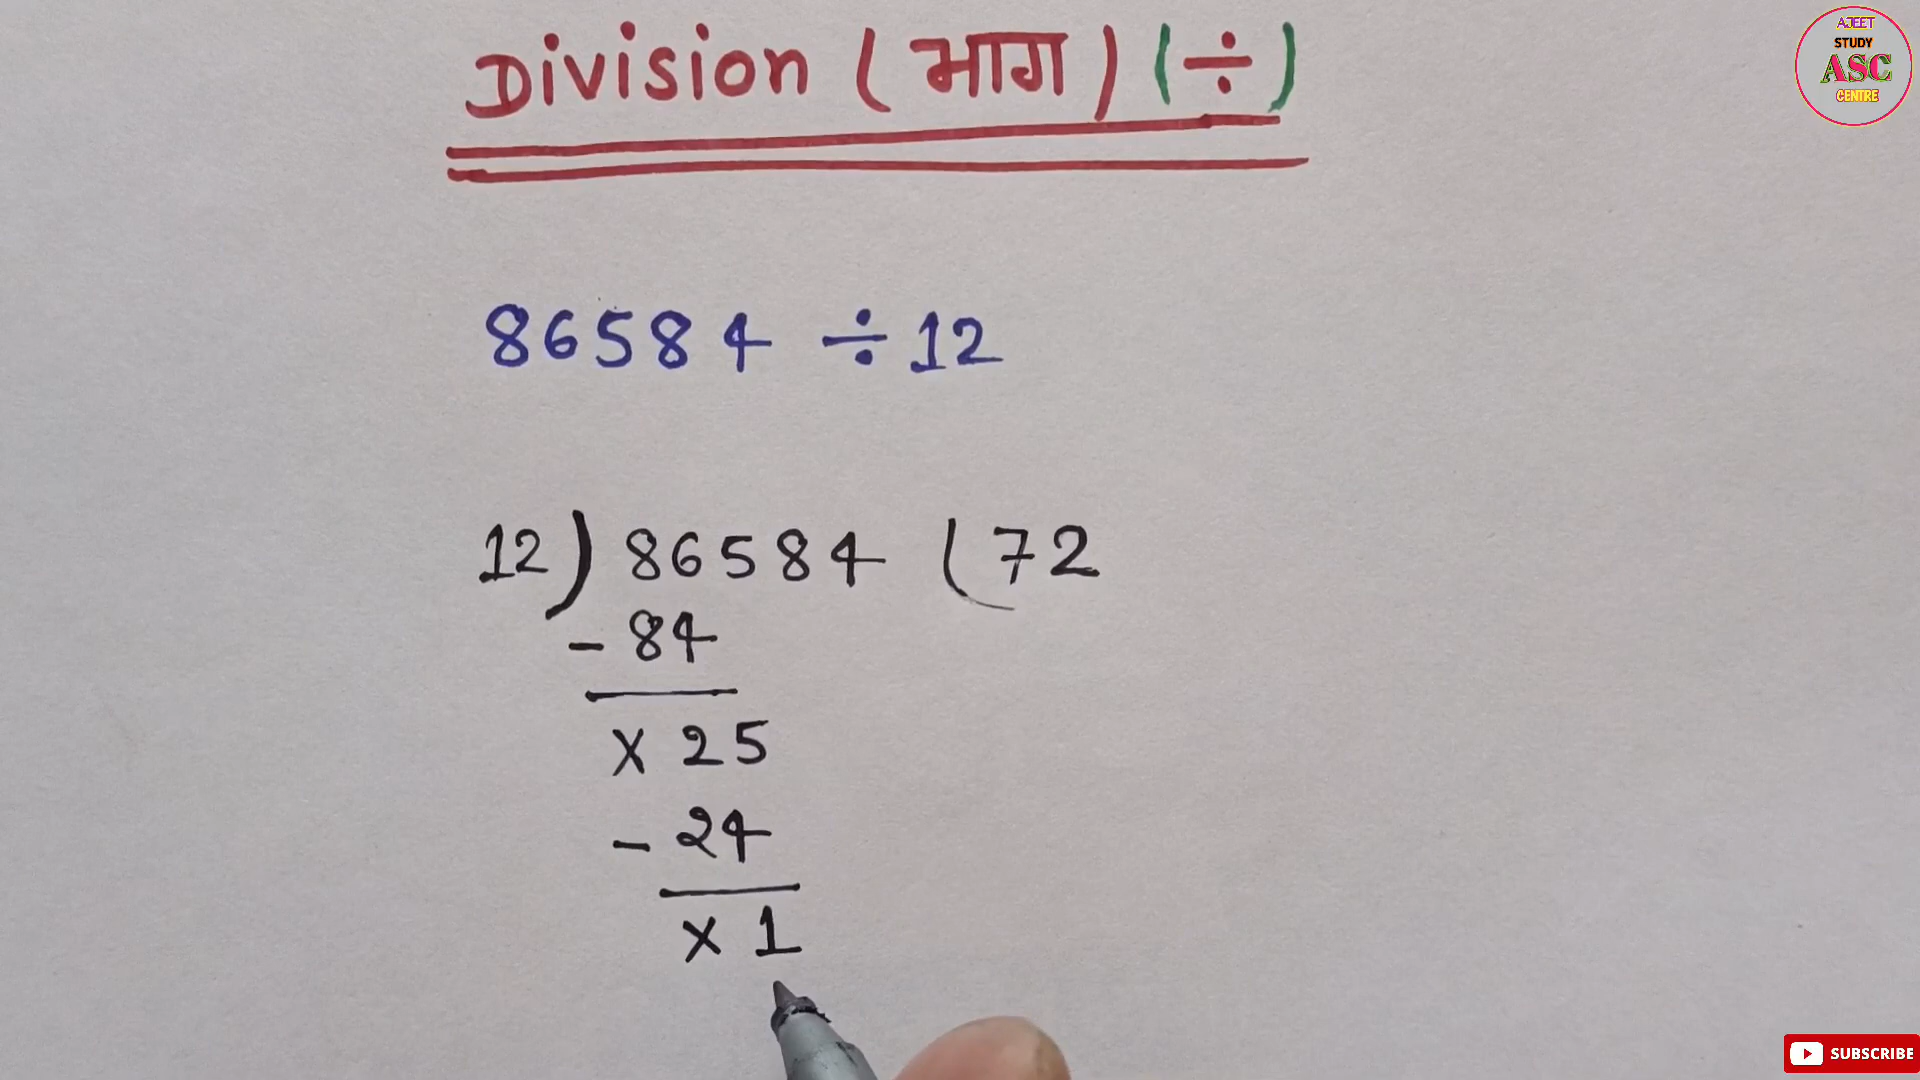 Division (भाग) (÷)
AJEET
STUDY
ASC
CENTRE
86584 ÷ 12
12) 86584 (72
- 84
x 25
- 24
x 1
SUBSCRIBE